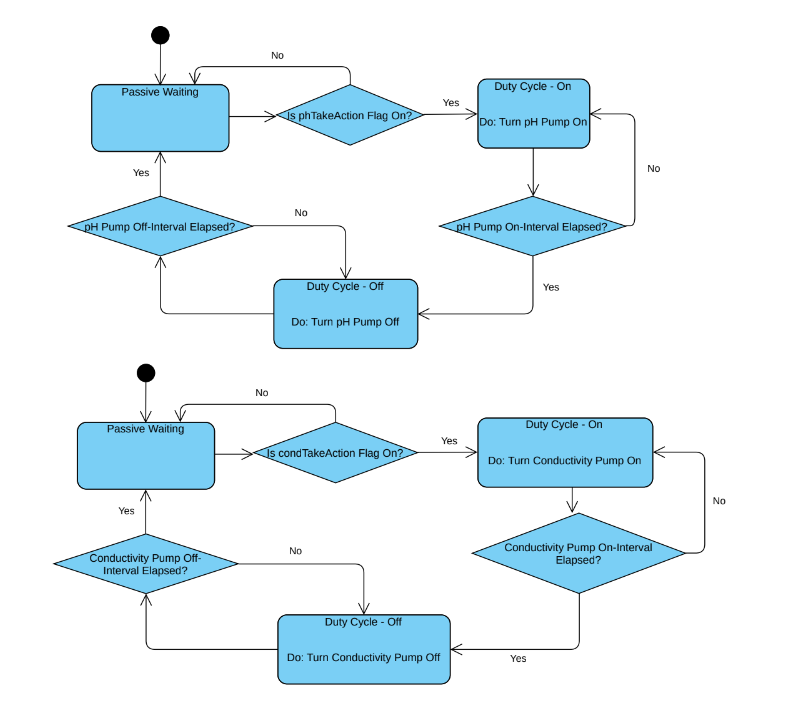 No
Passive Waiting
Is phTakeAction Flag On?
Yes
Duty Cycle - On
Do: Turn pH Pump On
No
Yes
pH Pump Off-Interval Elapsed?
No
pH Pump On-Interval Elapsed?
Duty Cycle - Off
Do: Turn pH Pump Off
Yes
No
Passive Waiting
Is condTakeAction Flag On?
Yes
Duty Cycle - On
Do: Turn Conductivity Pump On
No
Yes
Conductivity Pump Off-
Interval Elapsed?
No
Conductivity Pump On-Interval
Elapsed?
Duty Cycle - Off
Do: Turn Conductivity Pump Off
Yes